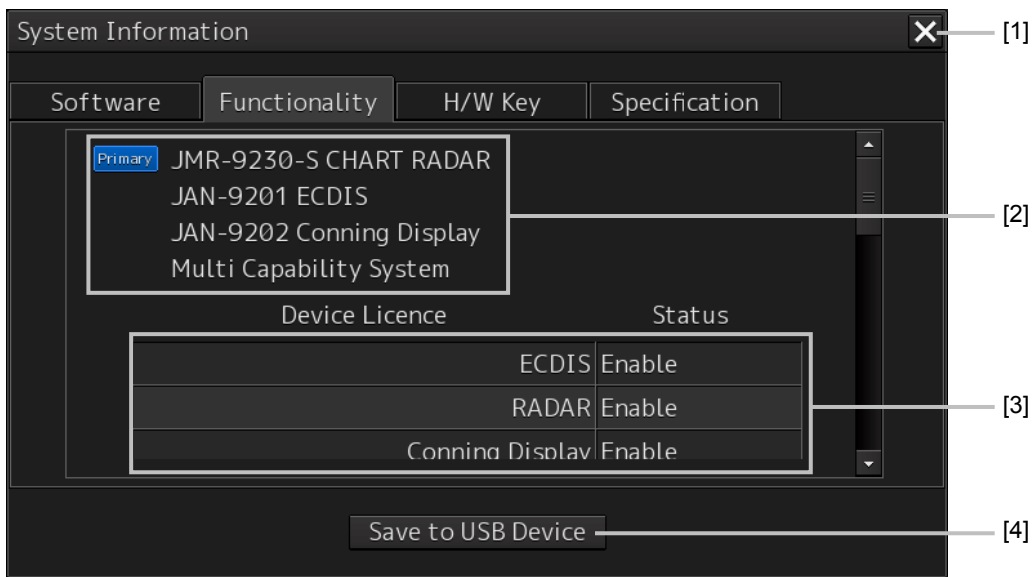 System Information
[1]
Software Functionality H/W Key Specification
Primary JMR-9230-S CHART RADAR
JAN-9201 ECDIS
[2]
JAN-9202 Conning Display
Multi Capability System
Device Licence Status
ECDIS Enable
RADAR Enable
[3]
Conning Display Enable
Save to USB Device
[4]